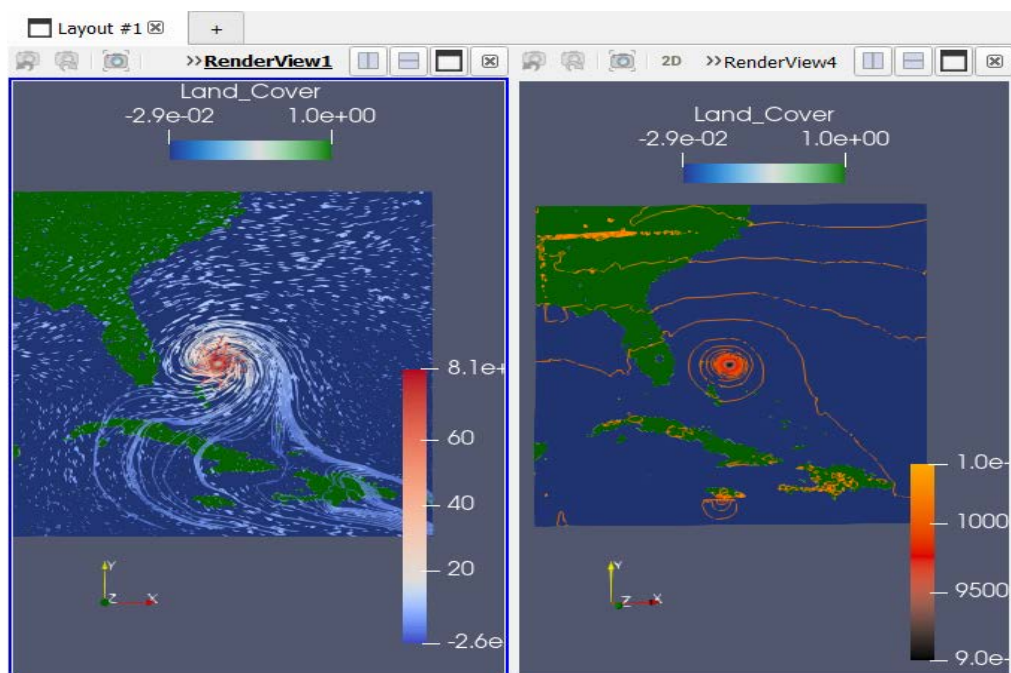 Layout #1
+
>>RenderView1
2D >>RenderView4
Land_Cover
-2.9e-02 1.0e+00
8.1e+
60
40
20
-2.6e
Y
Z X
Land_Cover
-2.9e-02 1.0e+00
1.0e-
1000
9500
9.0e-
Y
Z X